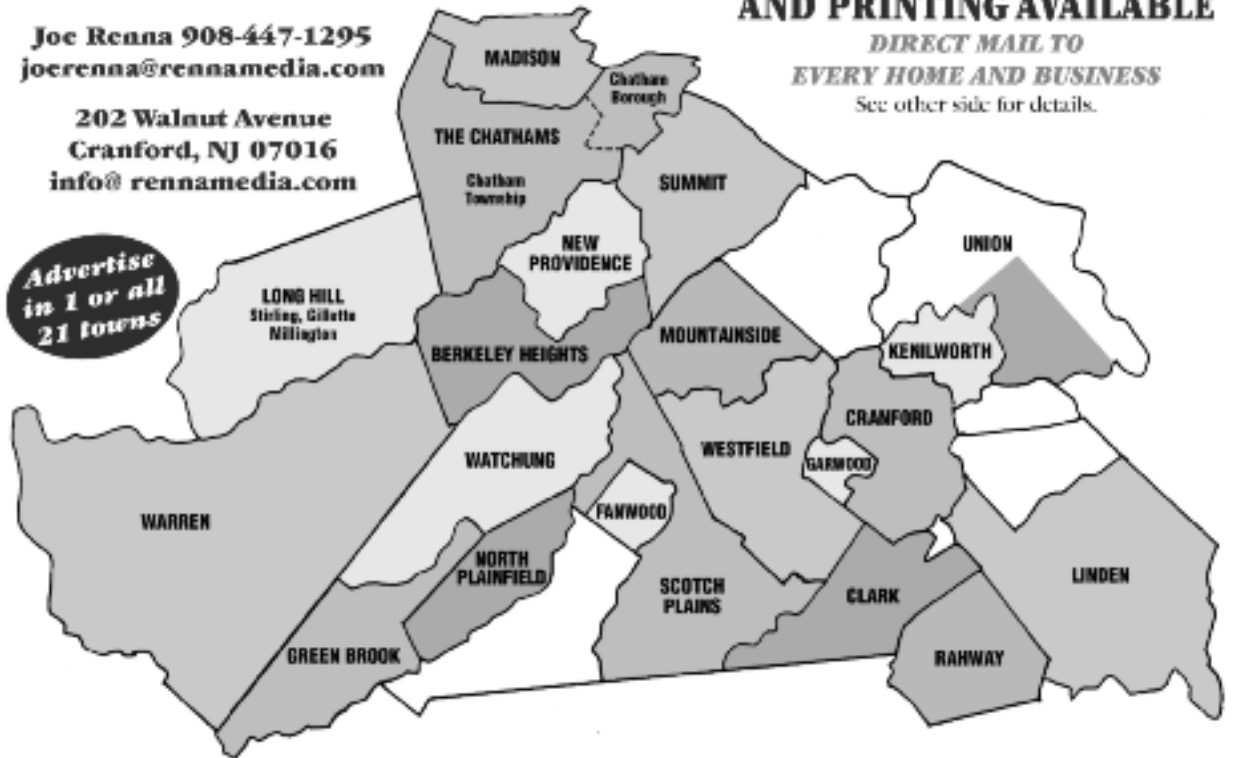 Joe Renna 908-447-1295
joerenna@rennamedia.com
202 Walnut Avenue
Cranford, NJ 07016
info@ rennamedia.com
AND PRINTING AVAILABLE
DIRECT MAIL TO
EVERY HOME AND BUSINESS
See other side for details.
Advertise
in 1 or all
21 towns
MADISON
Chatham
Borough
THE CHATHAMS
Chatham
Township
SUMMIT
NEW
PROVIDENCE
UNION
LONG HILL
Stirling, Gillette
Millington
BERKELEY HEIGHTS
MOUNTAINSIDE
KENILWORTH
CRANFORD
WATCHUNG
WESTFIELD
GARWOOD
WARREN
FANWOOD
NORTH
PLAINFIELD
SCOTCH
PLAINS
CLARK
LINDEN
GREEN BROOK
RAHWAY